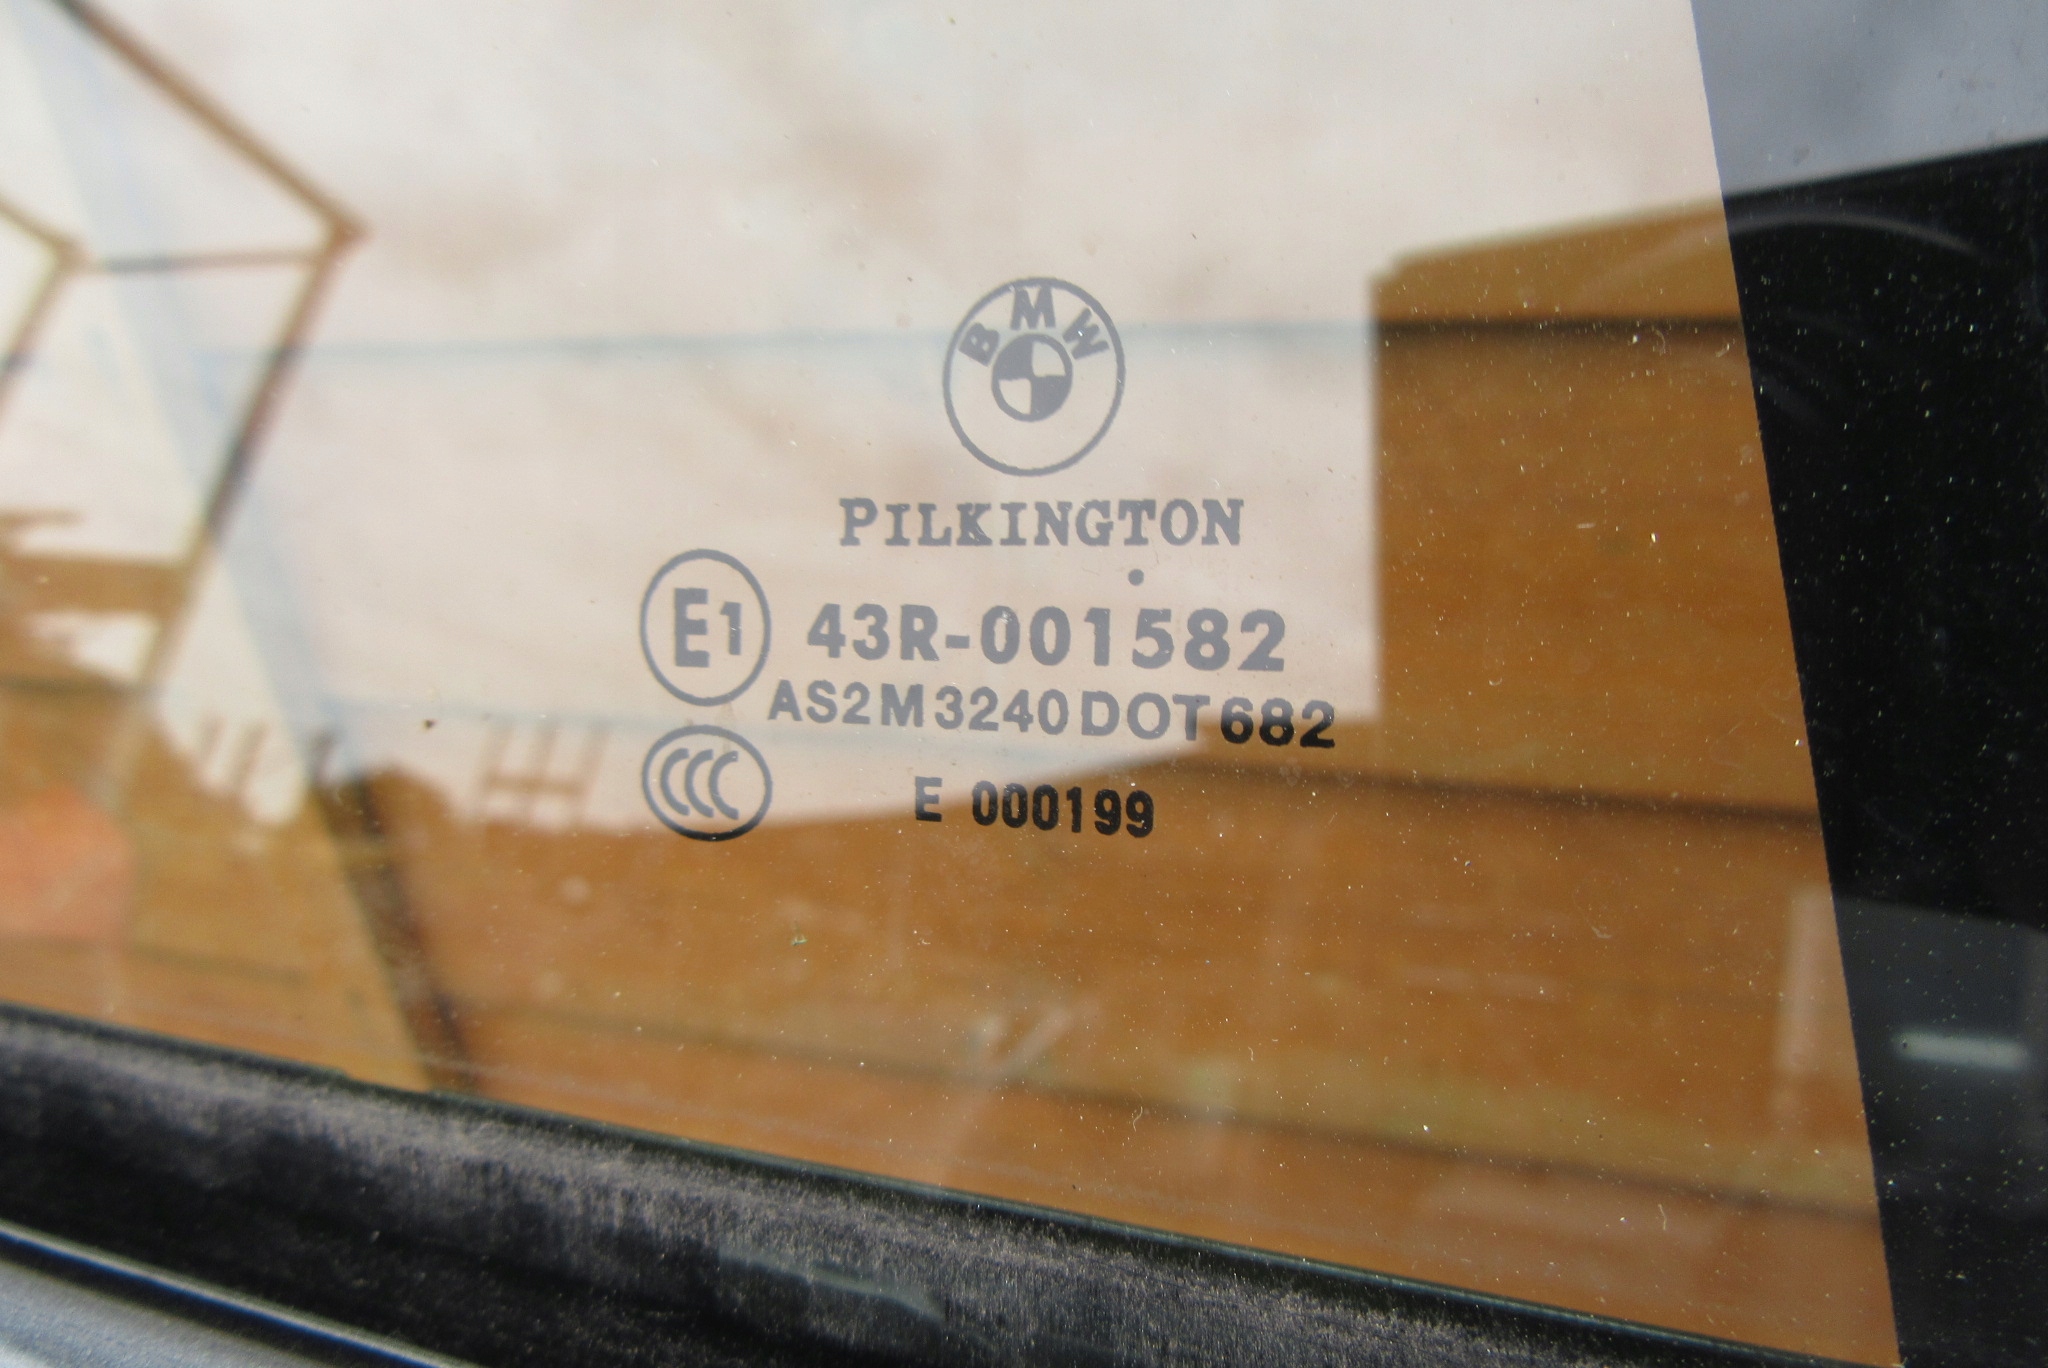 BMW
PILKINGTON
E1 43R-001582
AS2M3240DOT682
CCC E 000199